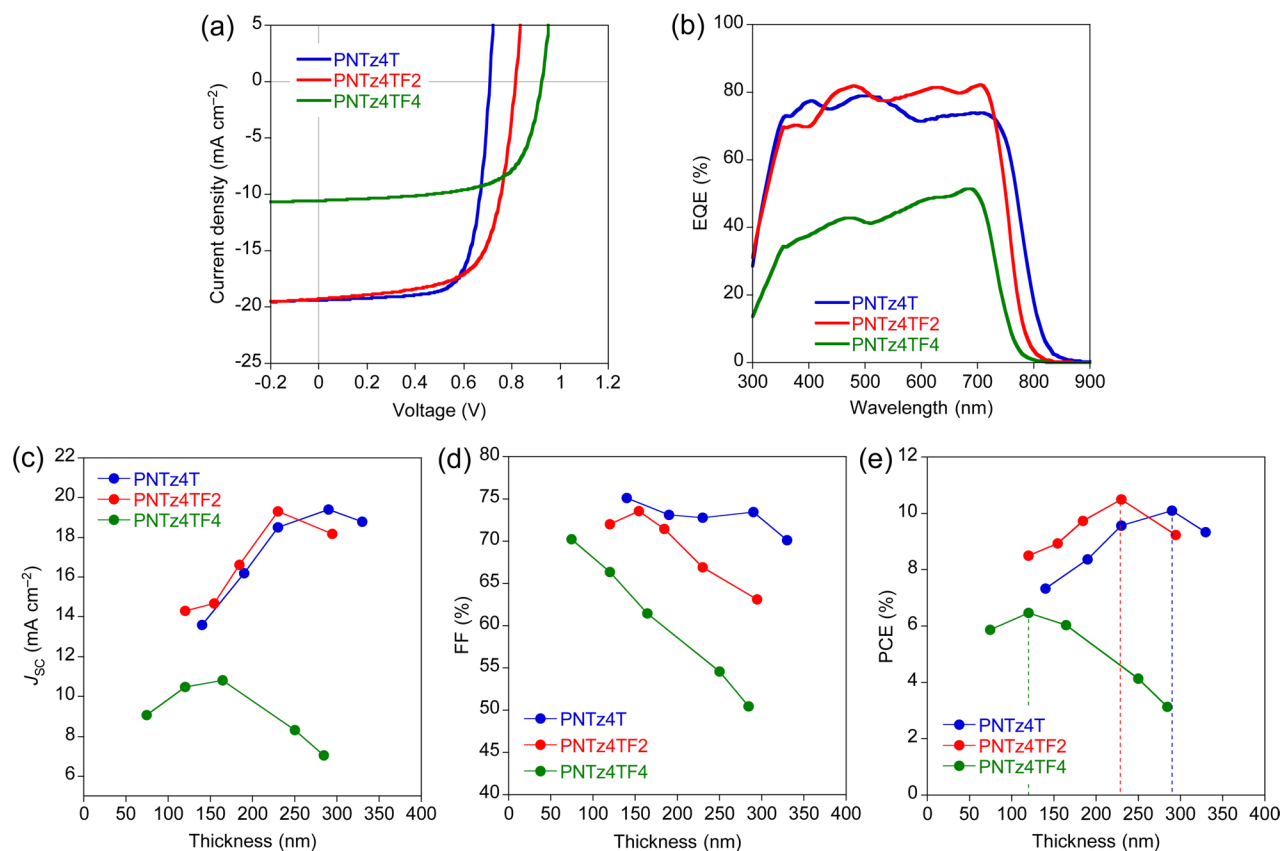 (a)
5
0
-5
-10
-15
-20
-25
Current density (mA cm⁻²)
PNTz4T
PNTz4TF2
PNTz4TF4
-0.2 0 0.2 0.4 0.6 0.8 1 1.2
Voltage (V)
(b)
100
80
60
40
20
0
EQE (%)
PNTz4T
PNTz4TF2
PNTz4TF4
300 400 500 600 700 800 900
Wavelength (nm)
(c)
22
20
18
16
14
12
10
8
6
J_SC (mA cm⁻²)
PNTz4T
PNTz4TF2
PNTz4TF4
0 50 100 150 200 250 300 350 400
Thickness (nm)
(d)
80
75
70
65
60
55
50
45
40
FF (%)
PNTz4T
PNTz4TF2
PNTz4TF4
0 50 100 150 200 250 300 350 400
Thickness (nm)
(e)
12
10
8
6
4
2
0
PCE (%)
PNTz4T
PNTz4TF2
PNTz4TF4
0 50 100 150 200 250 300 350 400
Thickness (nm)